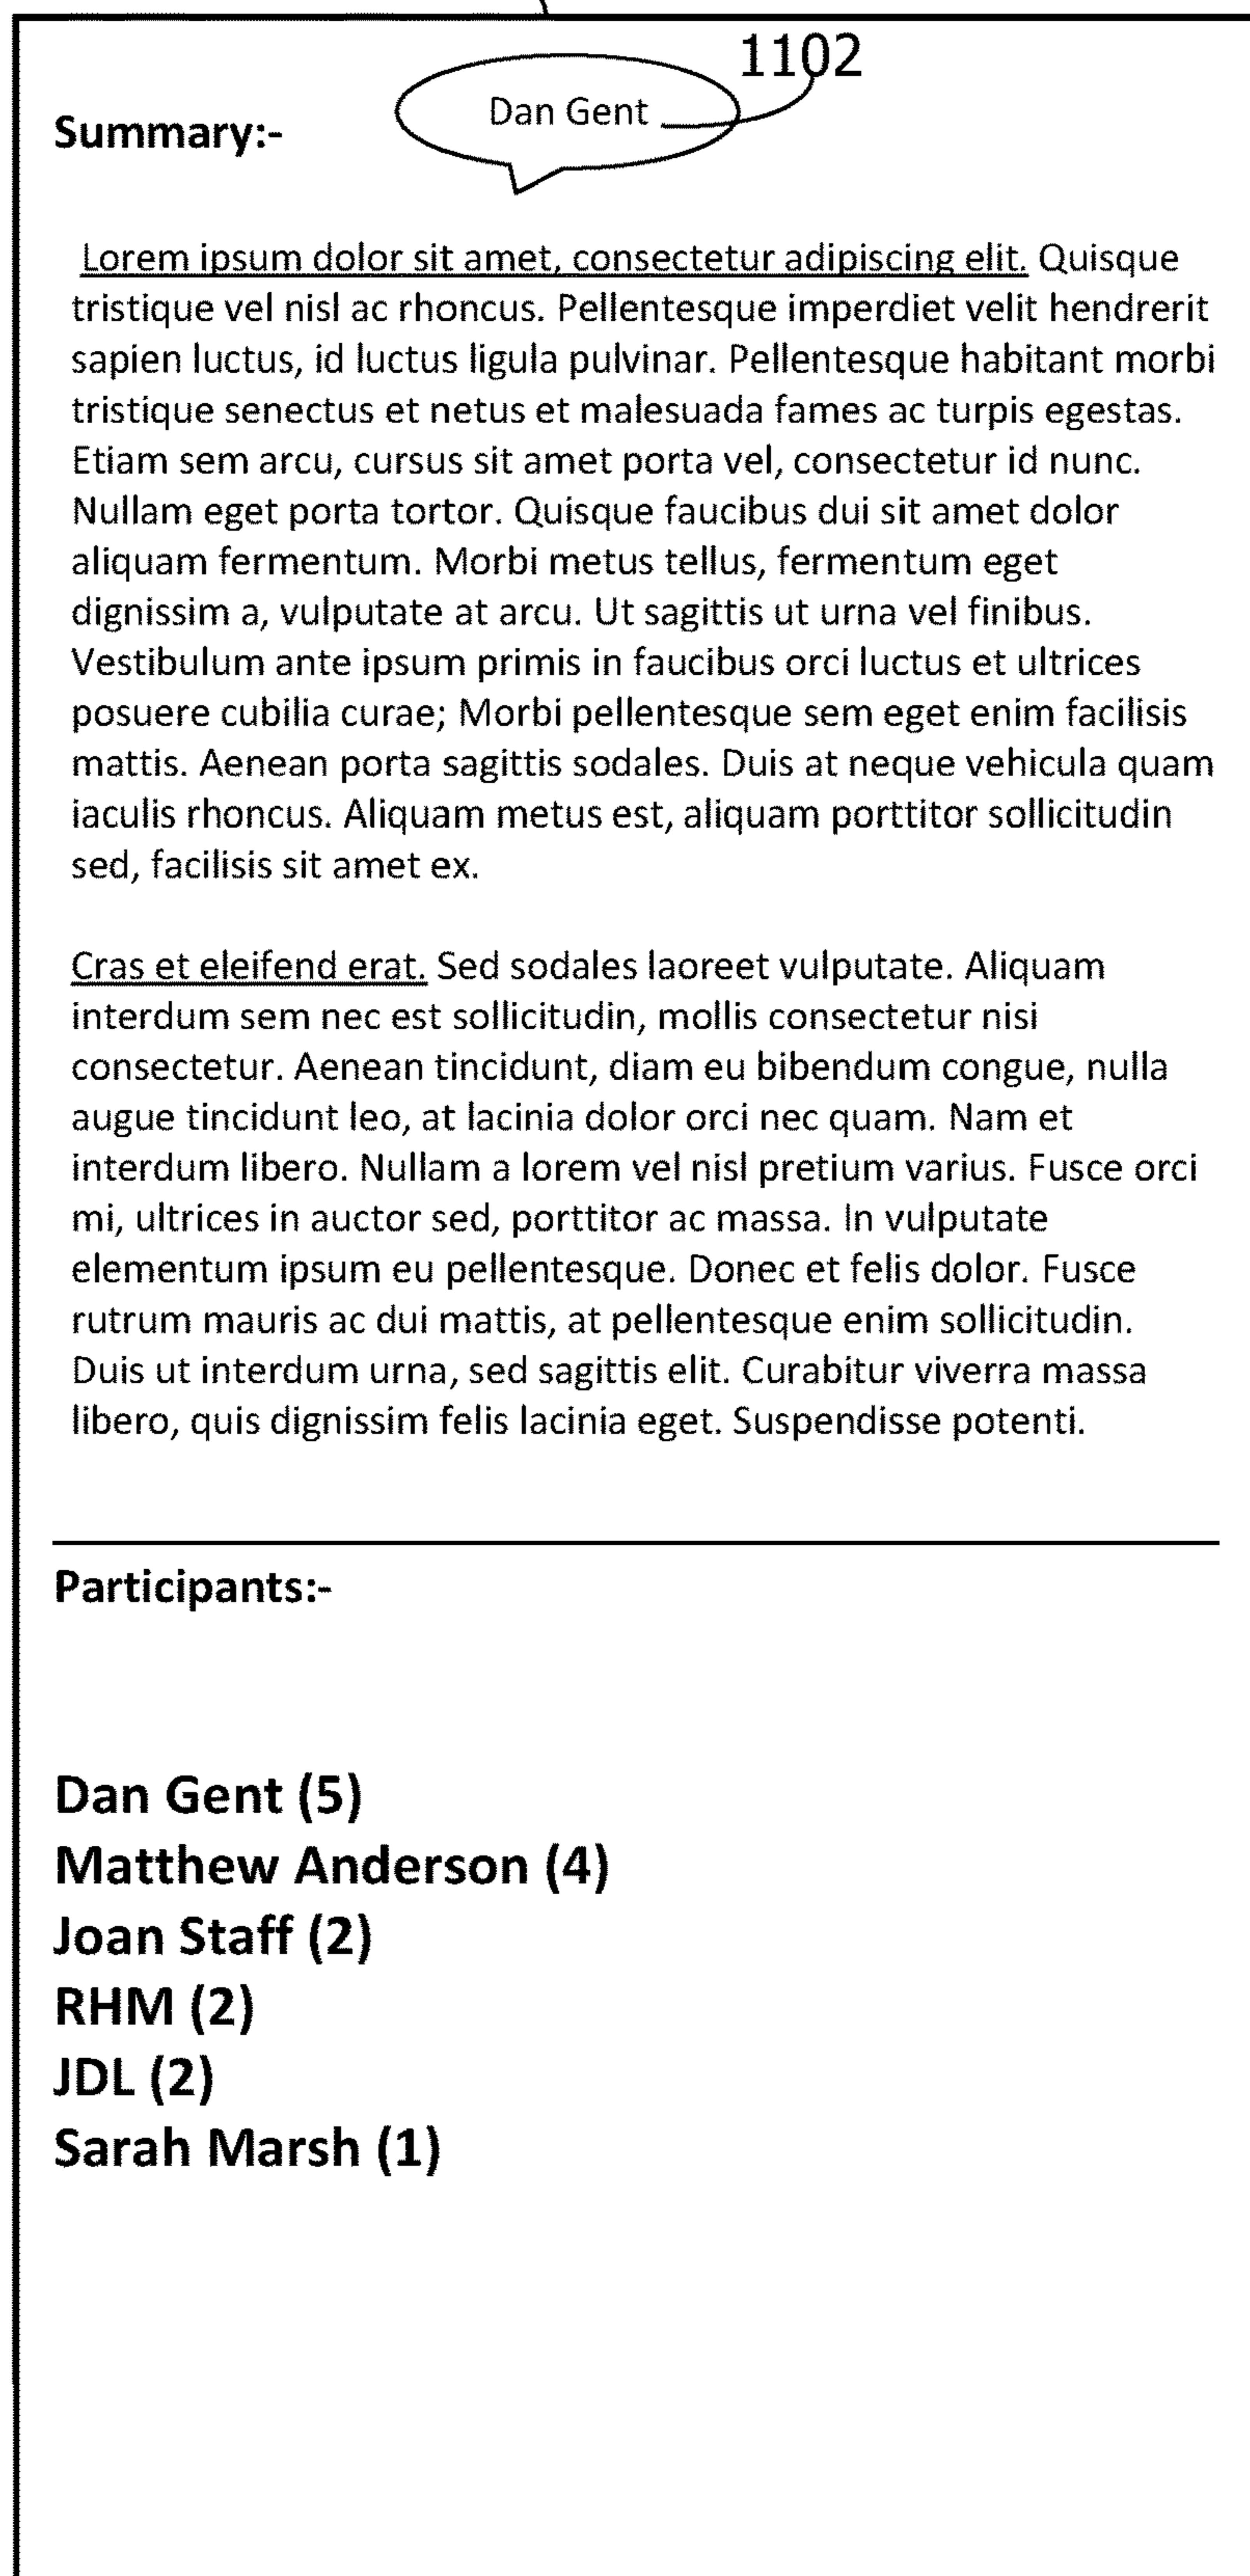 1102
Dan Gent
Summary:-
Lorem ipsum dolor sit amet, consectetur adipiscing elit. Quisque
tristique vel nisl ac rhoncus. Pellentesque imperdiet velit hendrerit
sapien luctus, id luctus ligula pulvinar. Pellentesque habitant morbi
tristique senectus et netus et malesuada fames ac turpis egestas.
Etiam sem arcu, cursus sit amet porta vel, consectetur id nunc.
Nullam eget porta tortor. Quisque faucibus dui sit amet dolor
aliquam fermentum. Morbi metus tellus, fermentum eget
dignissim a, vulputate at arcu. Ut sagittis ut urna vel finibus.
Vestibulum ante ipsum primis in faucibus orci luctus et ultrices
posuere cubilia curae; Morbi pellentesque sem eget enim facilisis
mattis. Aenean porta sagittis sodales. Duis at neque vehicula quam
iaculis rhoncus. Aliquam metus est, aliquam porttitor sollicitudin
sed, facilisis sit amet ex.
Cras et eleifend erat. Sed sodales laoreet vulputate. Aliquam
interdum sem nec est sollicitudin, mollis consectetur nisi
consectetur. Aenean tincidunt, diam eu bibendum congue, nulla
augue tincidunt leo, at lacinia dolor orci nec quam. Nam et
interdum libero. Nullam a lorem vel nisl pretium varius. Fusce orci
mi, ultrices in auctor sed, porttitor ac massa. In vulputate
elementum ipsum eu pellentesque. Donec et felis dolor. Fusce
rutrum mauris ac dui mattis, at pellentesque enim sollicitudin.
Duis ut interdum urna, sed sagittis elit. Curabitur viverra massa
libero, quis dignissim felis lacinia eget. Suspendisse potenti.
Participants:-
Dan Gent (5)
Matthew Anderson (4)
Joan Staff (2)
RHM (2)
JDL (2)
Sarah Marsh (1)